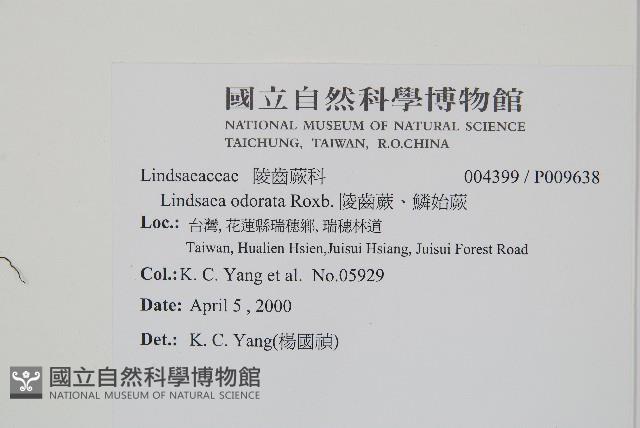 國立自然科學博物館
NATIONAL MUSEUM OF NATURAL SCIENCE
TAICHUNG, TAIWAN, R.O.CHINA
Lindsaeaceae 陵齒蕨科 004399 / P009638
Lindsaea odorata Roxb. 陵齒蕨、鱗始蕨
Loc.: 台灣, 花蓮縣瑞穗鄉, 瑞穗林道
Taiwan, Hualien Hsien,Juisui Hsiang, Juisui Forest Road
Col.: K. C. Yang et al. No.05929
Date: April 5 , 2000
Det.: K. C. Yang(楊國禎)
國立自然科學博物館
NATIONAL MUSEUM OF NATURAL SCIENCE